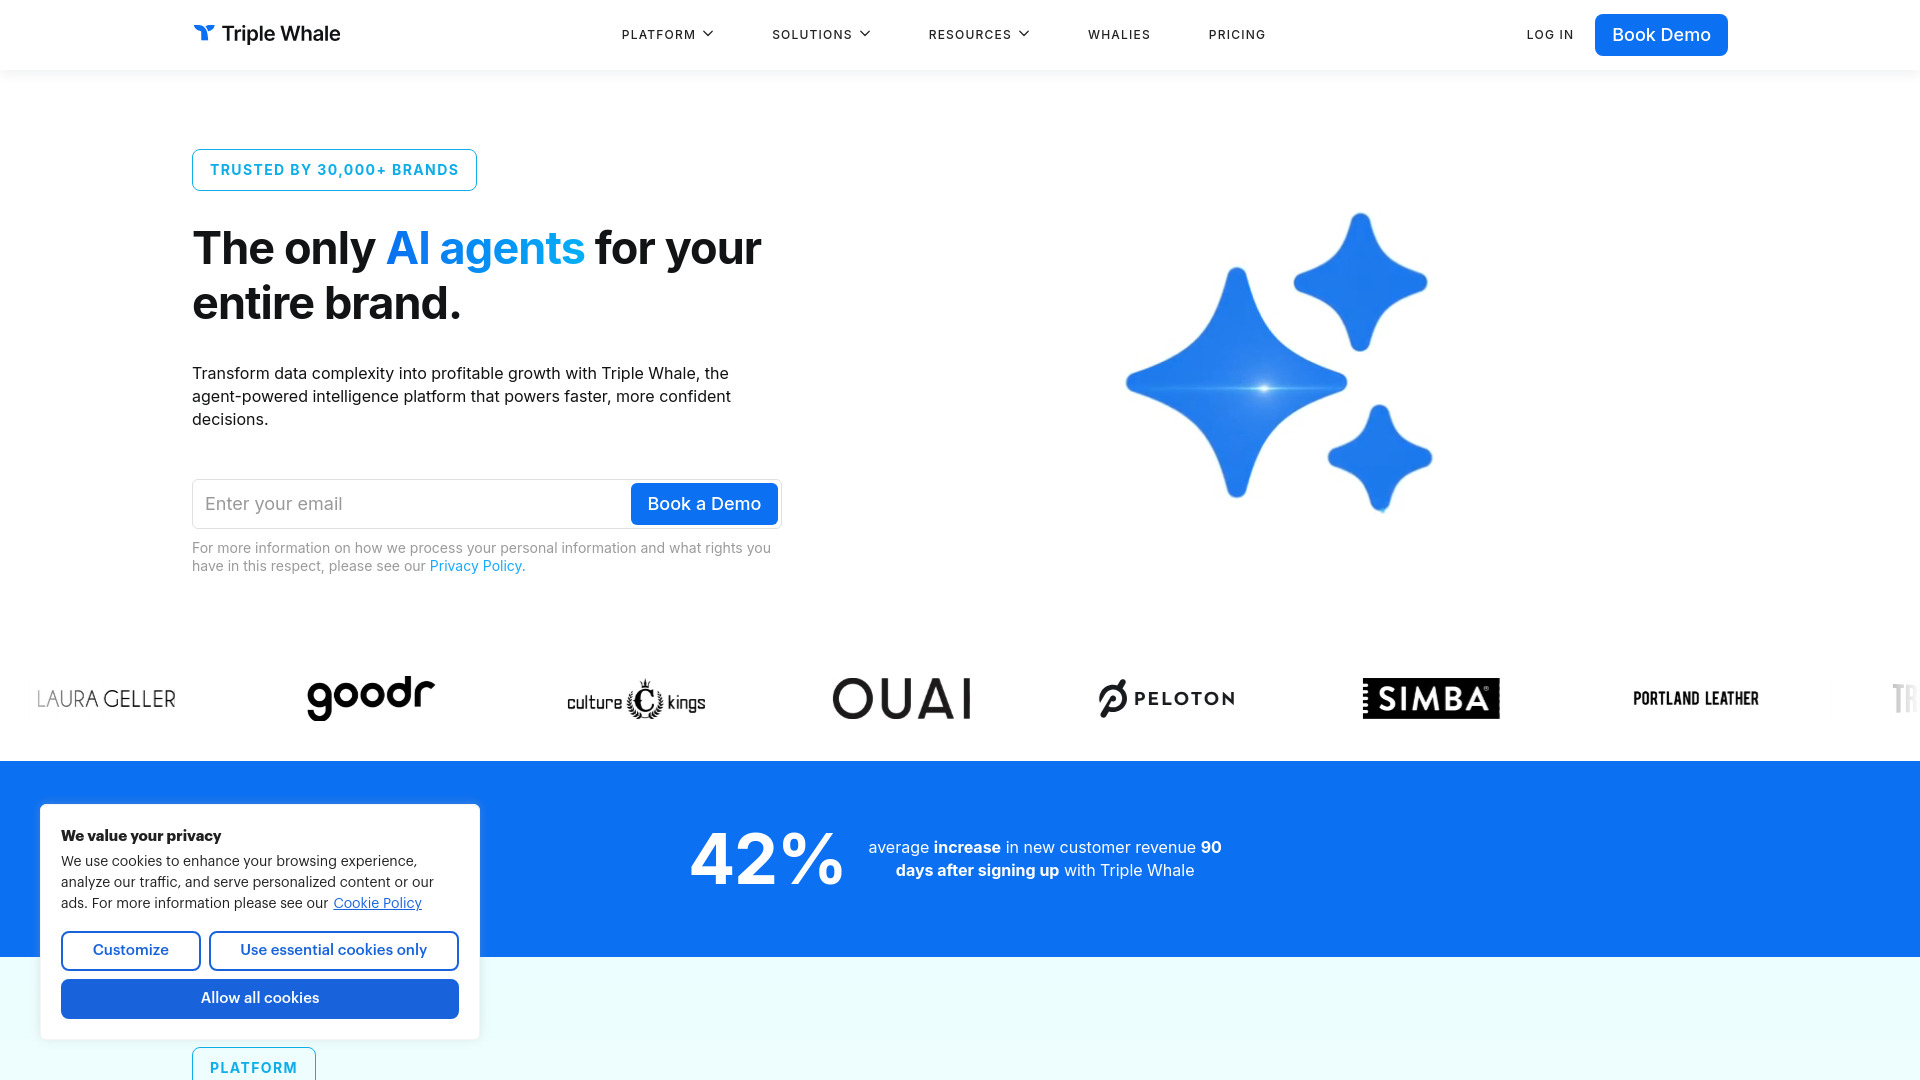 Triple Whale
PLATFORM
SOLUTIONS
RESOURCES
WHALIES
PRICING
LOG IN
Book Demo
TRUSTED BY 30,000+ BRANDS
The only AI agents for your
entire brand.
Transform data complexity into profitable growth with Triple Whale, the
agent-powered intelligence platform that powers faster, more confident
decisions.
Enter your email
Book a Demo
For more information on how we process your personal information and what rights you
have in this respect, please see our Privacy Policy.
LAURA GELLER
goodr
culture C kings
OUAI
PELOTON
SIMBA®
PORTLAND LEATHER
42%
average increase in new customer revenue 90
days after signing up with Triple Whale
We value your privacy
We use cookies to enhance your browsing experience,
analyze our traffic, and serve personalized content or our
ads. For more information please see our Cookie Policy
Customize
Use essential cookies only
Allow all cookies
PLATFORM